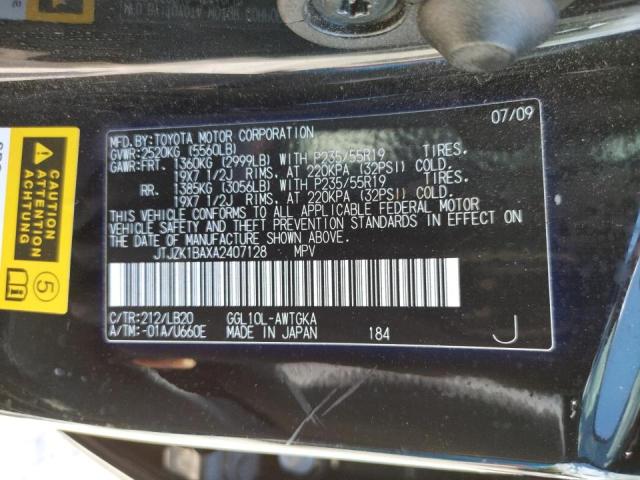 07/09
MFD. BY: TOYOTA MOTOR CORPORATION
GVWR: 2520KG (5560LB)
GAWR: FRT. 1360KG (2999LB) WITH P235/55R19 TIRES.
19X7 1/2J RIMS. AT 220KPA (32PSI) COLD.
RR. 1385KG (3056LB) WITH P235/55R19 TIRES.
19X7 1/2J RIMS. AT 220KPA (32PSI) COLD.
THIS VEHICLE CONFORMS TO ALL APPLICABLE FEDERAL MOTOR
VEHICLE SAFETY AND THEFT PREVENTION STANDARDS IN EFFECT ON
THE DATE OF MANUFACTURE SHOWN ABOVE.
JTJZK1BAXA2407128 MPV
C/TR: 212/LB20 GGL10L-AWTGKA
A/TM: -01A/U660E MADE IN JAPAN 184 J
5